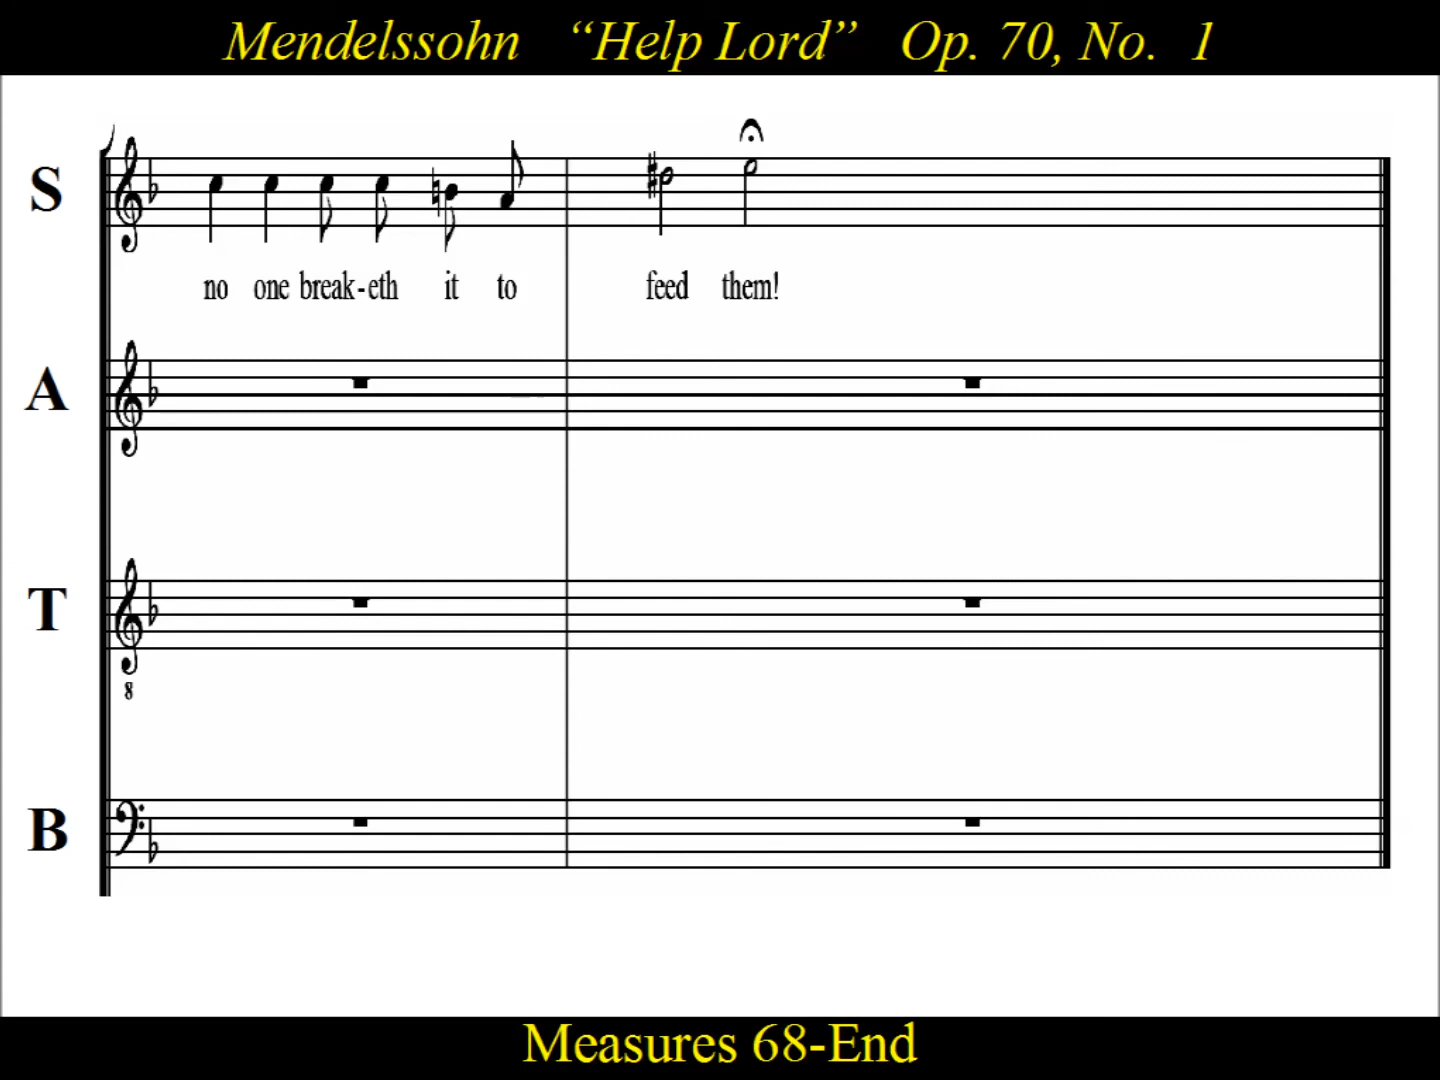 Mendelssohn “Help Lord” Op. 70, No. 1
S
no one break-eth it to feed them!
A
T
8
B
Measures 68-End